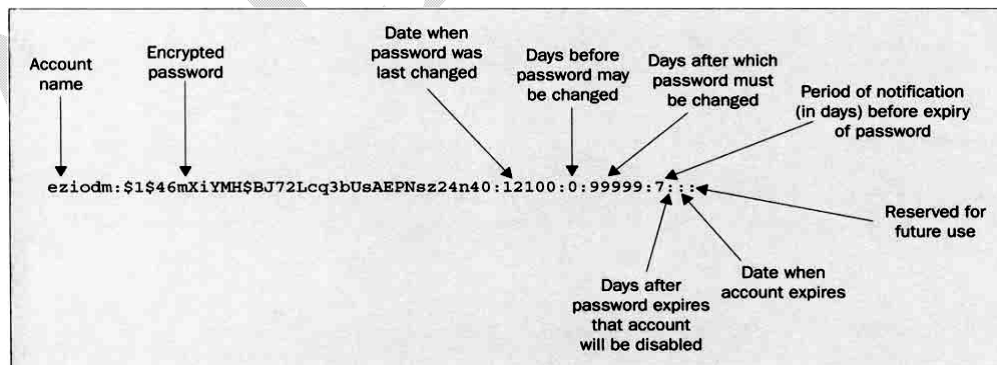 Account
name
Encrypted
password
Date when
password was
last changed
Days before
password may
be changed
Days after which
password must
be changed
Period of notification
(in days) before expiry
of password
eziodm:$1$46mXiYMH$BJ72Lcq3bUsAEPNsz24n40:12100:0:99999:7:::
Reserved for
future use
Date when
account expires
Days after
password expires
that account
will be disabled